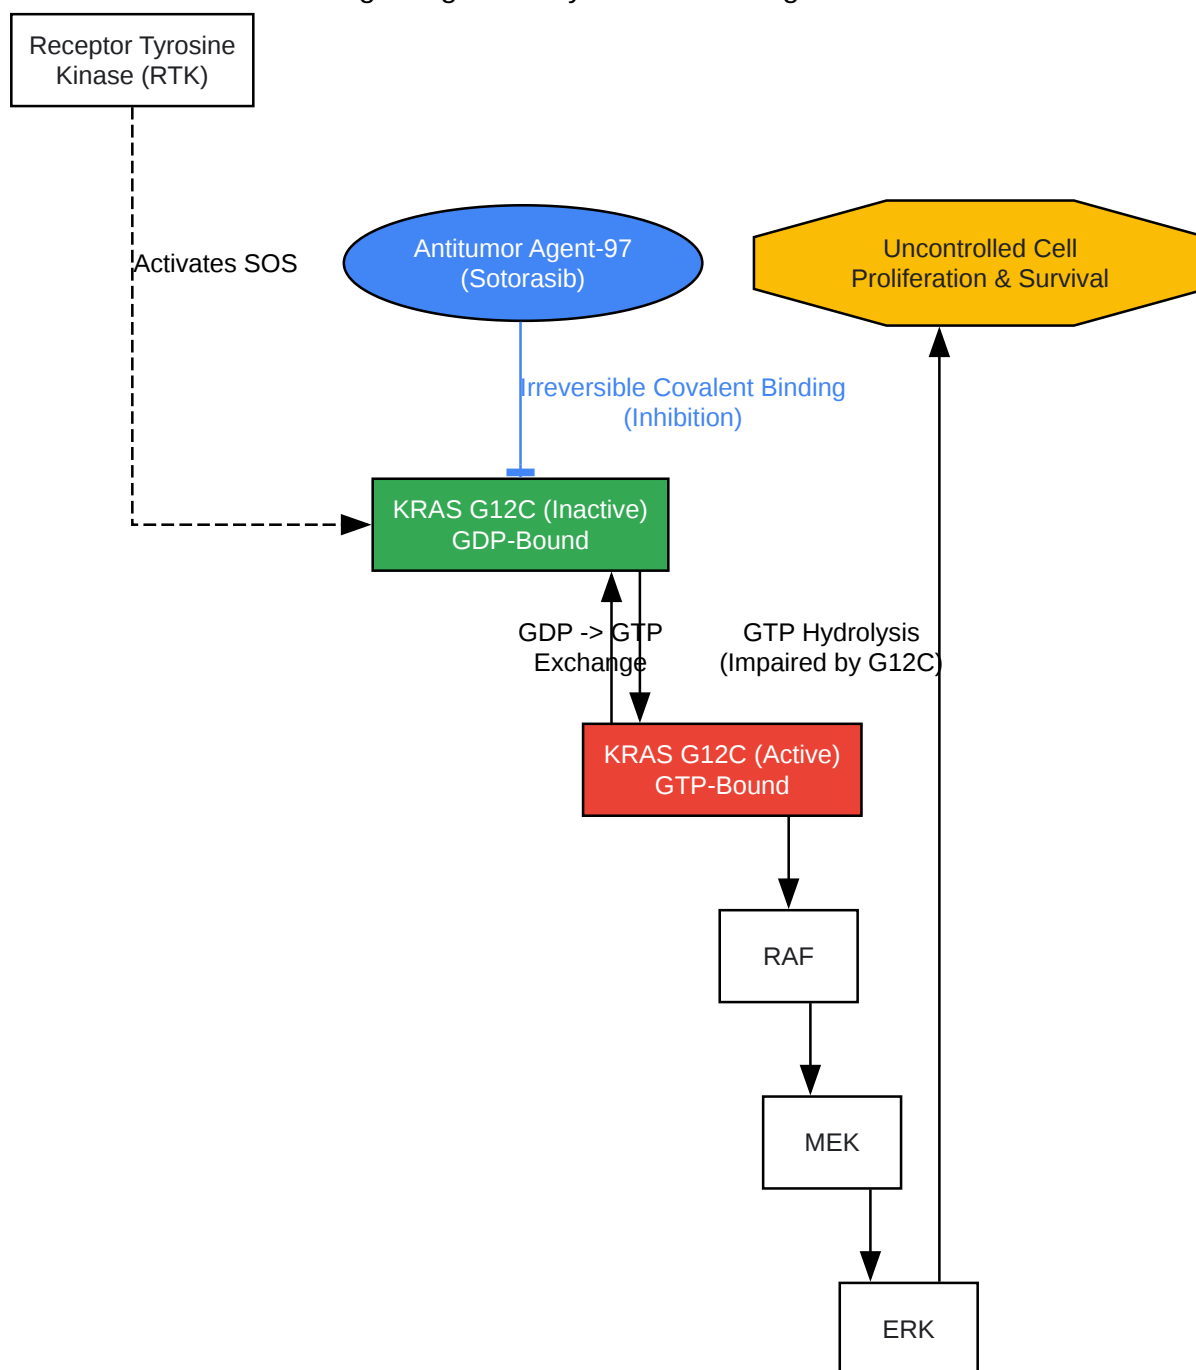 Receptor Tyrosine
Kinase (RTK)
Activates SOS
Antitumor Agent-97
(Sotorasib)
Uncontrolled Cell
Proliferation & Survival
Irreversible Covalent Binding
(Inhibition)
KRAS G12C (Inactive)
GDP-Bound
GDP -> GTP
Exchange
GTP Hydrolysis
(Impaired by G12C)
KRAS G12C (Active)
GTP-Bound
RAF
MEK
ERK